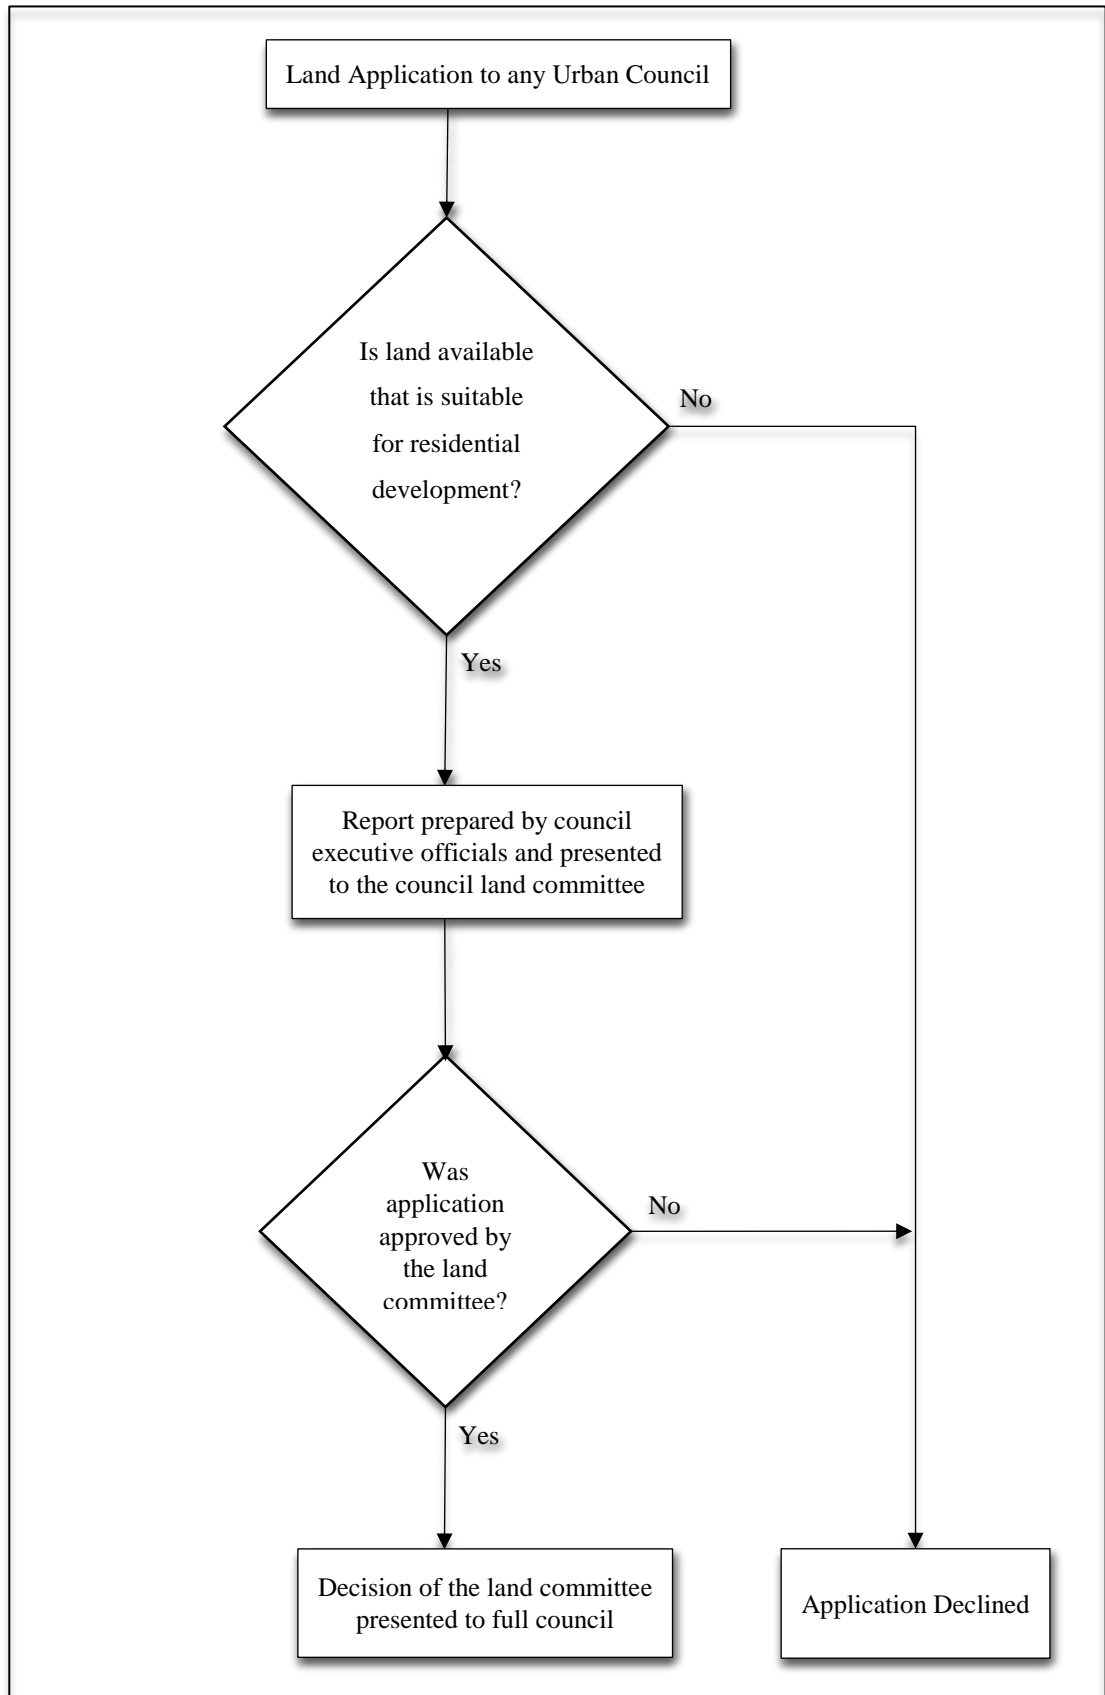 Land Application to any Urban Council
Is land available
that is suitable
for residential
development?
No
Yes
Report prepared by council
executive officials and presented
to the council land committee
Was
application
approved by
the land
committee?
No
Yes
Decision of the land committee
presented to full council
Application Declined